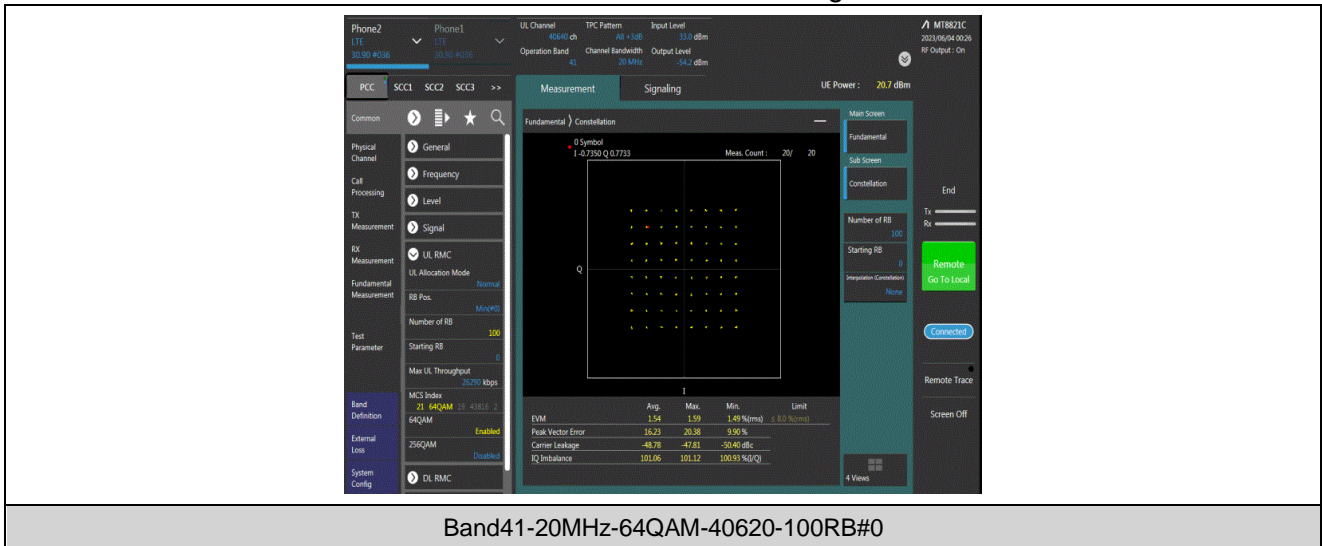 Phone2
LTE
30.90 #036
Phone1
LTE
30.90 #036
UL Channel
40640 ch
TPC Pattern
All +3dB
Input Level
33.0 dBm
Operation Band
41
Channel Bandwidth
20 MHz
Output Level
-54.2 dBm
MT8821C
2023/06/04 00:26
RF Output : On
PCC SCC1 SCC2 SCC3 >>
Measurement Signaling
UE Power : 20.7 dBm
Common
Physical
Channel
Call
Processing
TX
Measurement
RX
Measurement
Fundamental
Measurement
Test
Parameter
Band
Definition
External
Loss
System
Config
General
Frequency
Level
Signal
UL RMC
UL Allocation Mode
Normal
RB Pos.
Min(#0)
Number of RB
100
Starting RB
0
Max UL Throughput
26290 kbps
MCS Index
21 64QAM 19 43816 2
64QAM
Enabled
256QAM
Disabled
DL RMC
Fundamental 〉 Constellation
0 Symbol
I -0.7350 Q 0.7733
Meas. Count : 20/ 20
Q
I
Avg. Max. Min. Limit
EVM 1.54 1.59 1.49 %(rms) ≤ 8.0 %(rms)
Peak Vector Error 16.23 20.38 9.90 %
Carrier Leakage -48.78 -47.81 -50.40 dBc
IQ Imbalance 101.06 101.12 100.93 %(I/Q)
Main Screen
Fundamental
Sub Screen
Constellation
Number of RB
100
Starting RB
0
Interpolation (Constellation)
None
4 Views
End
Tx
Rx
Remote
Go To Local
Connected
Remote Trace
Screen Off
Band41-20MHz-64QAM-40620-100RB#0